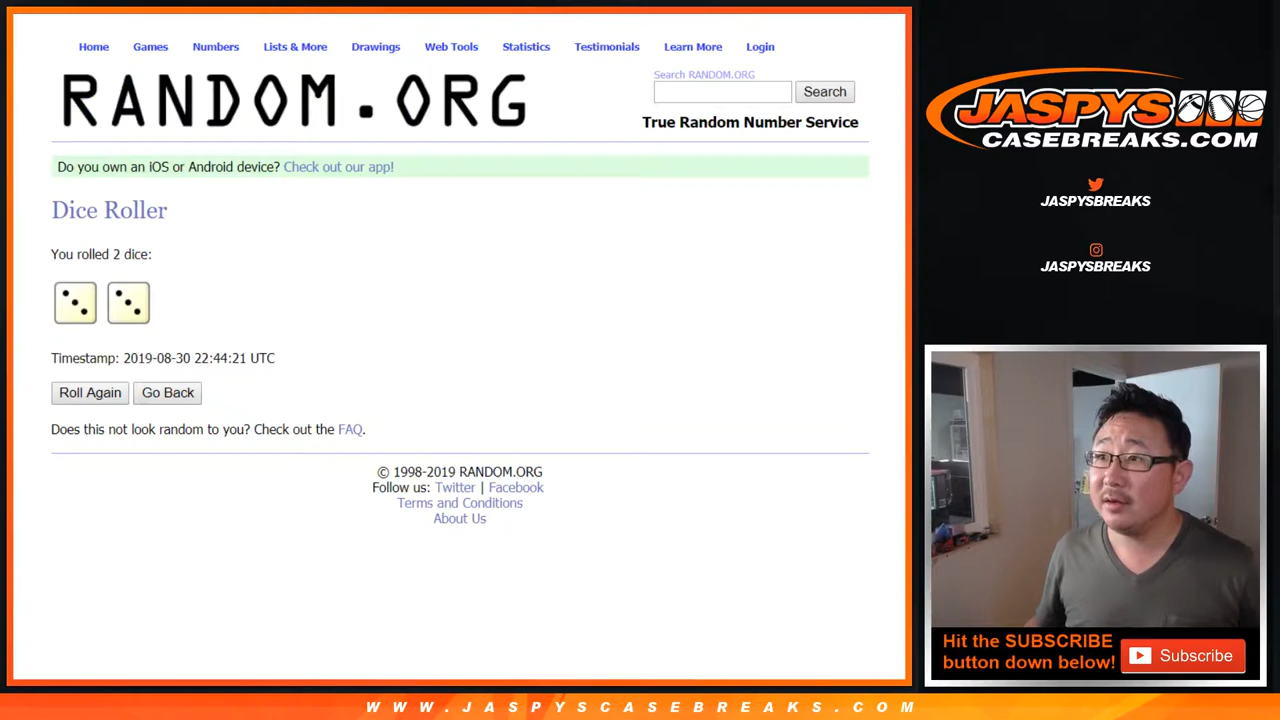 Home Games Numbers Lists & More Drawings Web Tools Statistics Testimonials Learn More Login
RANDOM.ORG
Search RANDOM.ORG
Search
True Random Number Service
Do you own an iOS or Android device? Check out our app!
Dice Roller
You rolled 2 dice:
Timestamp: 2019-08-30 22:44:21 UTC
Roll Again Go Back
Does this not look random to you? Check out the FAQ.
© 1998-2019 RANDOM.ORG
Follow us: Twitter | Facebook
Terms and Conditions
About Us
JASPYS
CASEBREAKS.COM
JASPYSBREAKS
JASPYSBREAKS
Hit the SUBSCRIBE
button down below!
Subscribe
WWW.JASPYSCASEBREAKS.COM